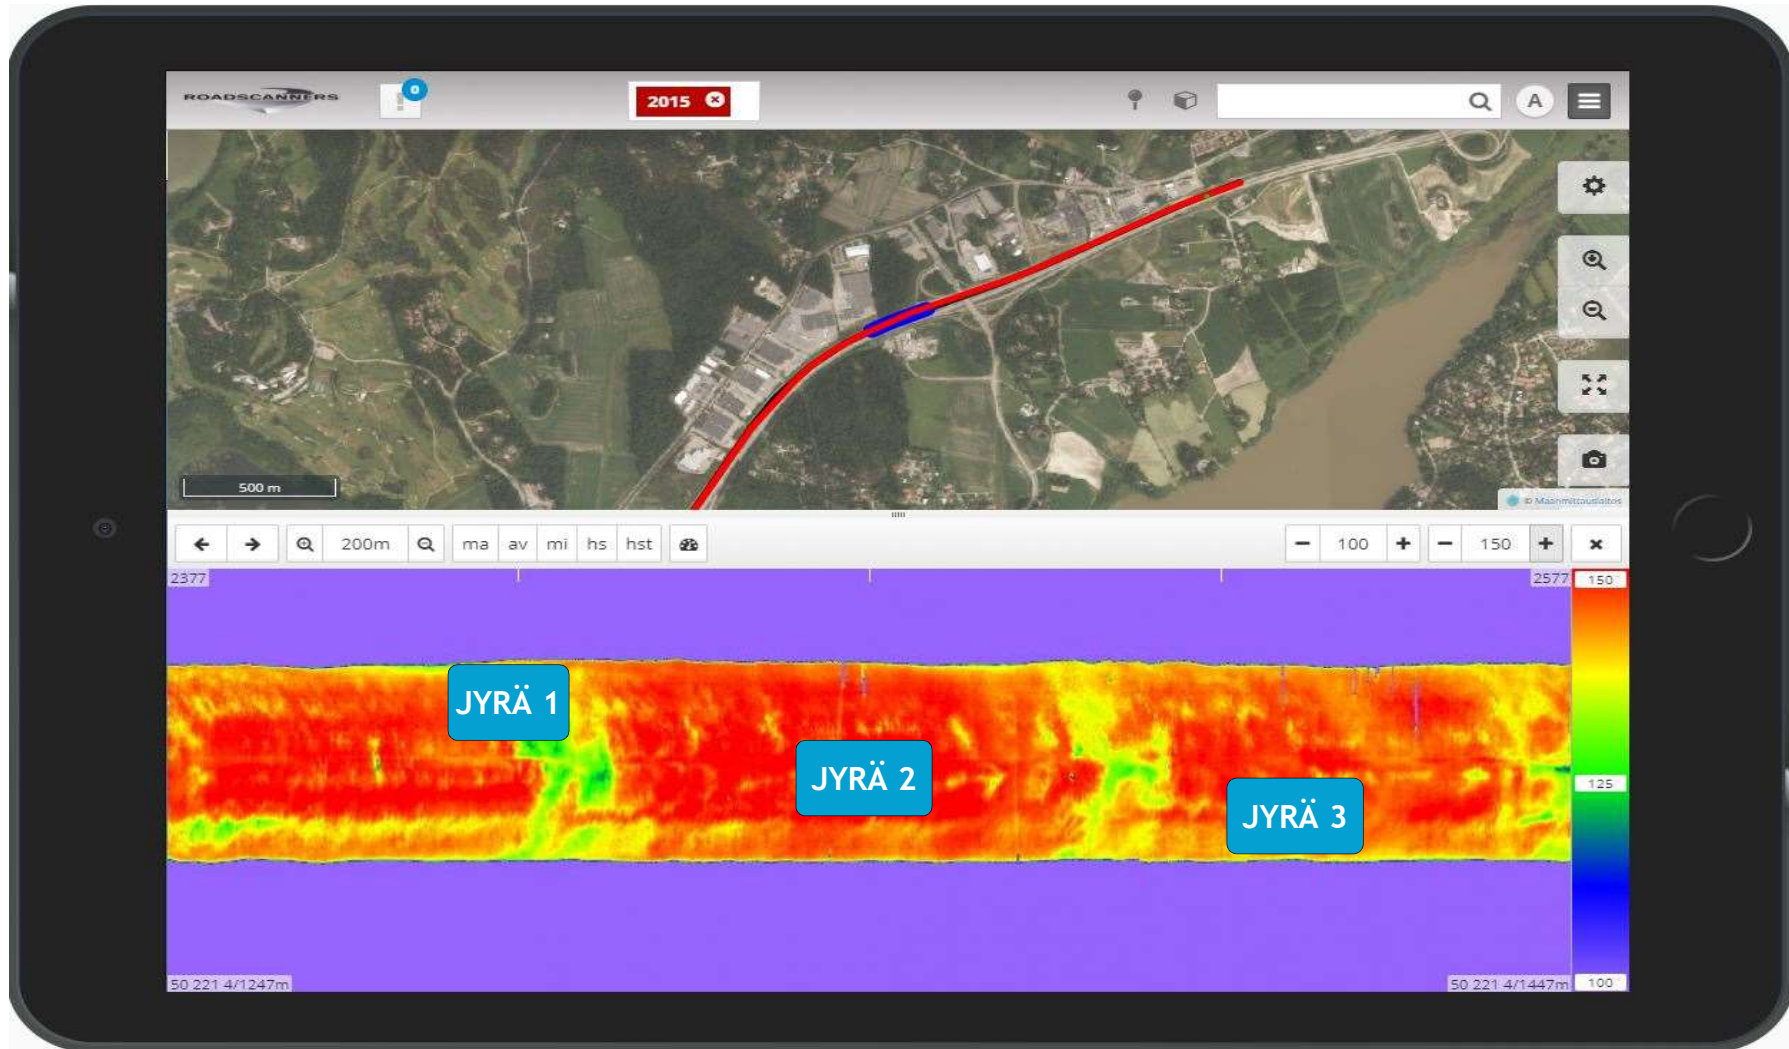 ROADSCANNERS
0
2015
A
500 m
© Maanmittauslaitos
200m
ma av mi hs hst
100
150
2377
2577
150
JYRÄ 1
JYRÄ 2
125
JYRÄ 3
50 221 4/1247m
50 221 4/1447m
100